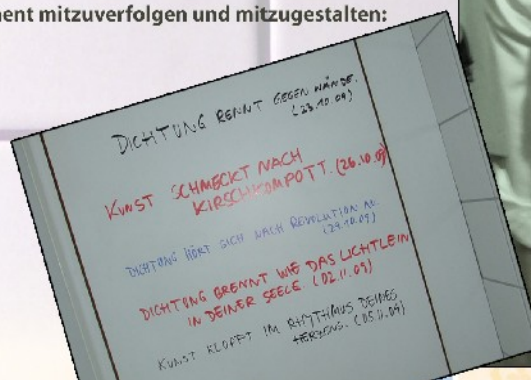 ent mitzuverfolgen und mitzugestalten:
DICHTUNG RENNT GEGEN WÄNDE.
(23.10.09)
KUNST SCHMECKT NACH
KIRSCHKOMPOTT. (26.10.09)
DICHTUNG HÖRT SICH NACH REVOLUTION AN.
(29.10.09)
DICHTUNG BRENNT WIE DAS LICHTLEIN
IN DEINER SEELE. (02.11.09)
KUNST KLOPFT IM RHYTHMUS DEINES
HERZENS. (05.11.09)